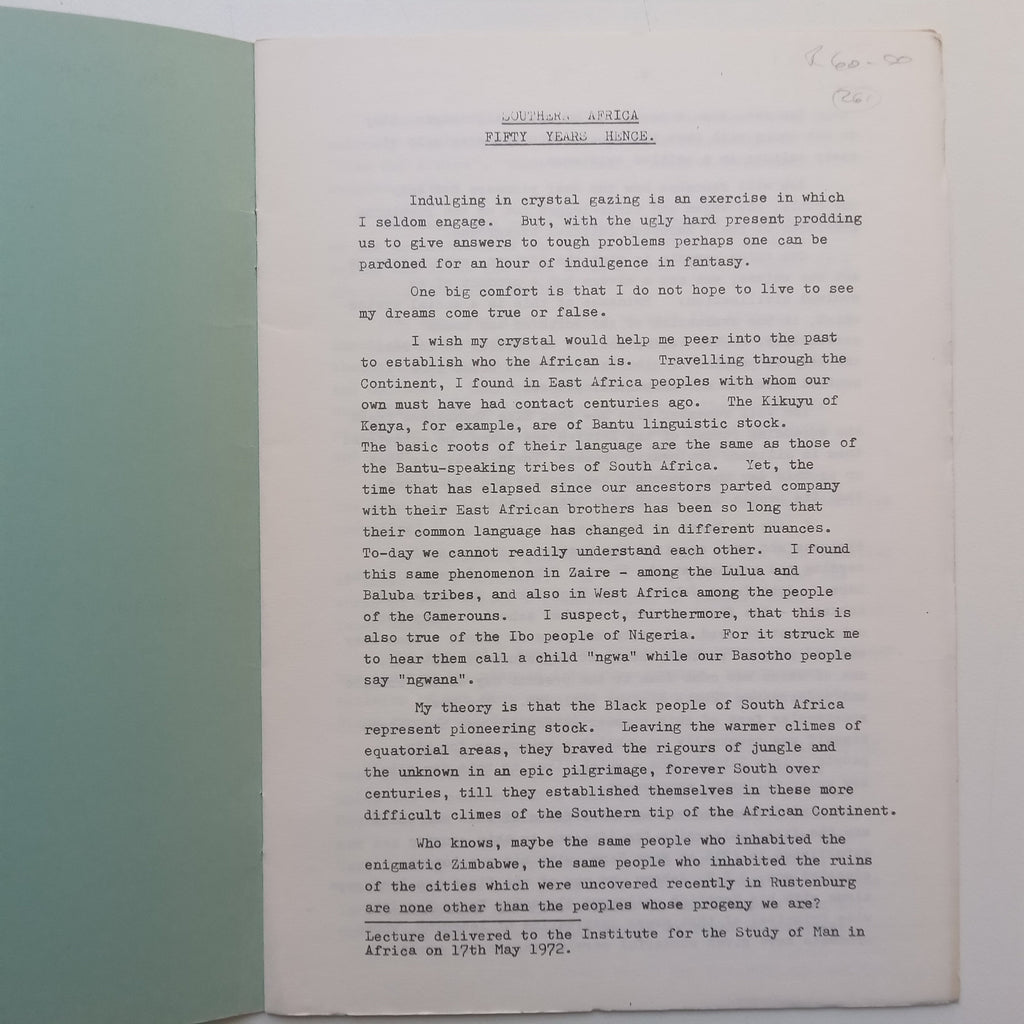 R 60-00
(26)
SOUTHERN AFRICA
FIFTY YEARS HENCE.
Indulging in crystal gazing is an exercise in which
I seldom engage. But, with the ugly hard present prodding
us to give answers to tough problems perhaps one can be
pardoned for an hour of indulgence in fantasy.
One big comfort is that I do not hope to live to see
my dreams come true or false.
I wish my crystal would help me peer into the past
to establish who the African is. Travelling through the
Continent, I found in East Africa peoples with whom our
own must have had contact centuries ago. The Kikuyu of
Kenya, for example, are of Bantu linguistic stock.
The basic roots of their language are the same as those of
the Bantu-speaking tribes of South Africa. Yet, the
time that has elapsed since our ancestors parted company
with their East African brothers has been so long that
their common language has changed in different nuances.
To-day we cannot readily understand each other. I found
this same phenomenon in Zaire - among the Lulua and
Baluba tribes, and also in West Africa among the people
of the Camerouns. I suspect, furthermore, that this is
also true of the Ibo people of Nigeria. For it struck me
to hear them call a child "ngwa" while our Basotho people
say "ngwana".
My theory is that the Black people of South Africa
represent pioneering stock. Leaving the warmer climes of
equatorial areas, they braved the rigours of jungle and
the unknown in an epic pilgrimage, forever South over
centuries, till they established themselves in these more
difficult climes of the Southern tip of the African Continent.
Who knows, maybe the same people who inhabited the
enigmatic Zimbabwe, the same people who inhabited the ruins
of the cities which were uncovered recently in Rustenburg
are none other than the peoples whose progeny we are?
Lecture delivered to the Institute for the Study of Man in
Africa on 17th May 1972.